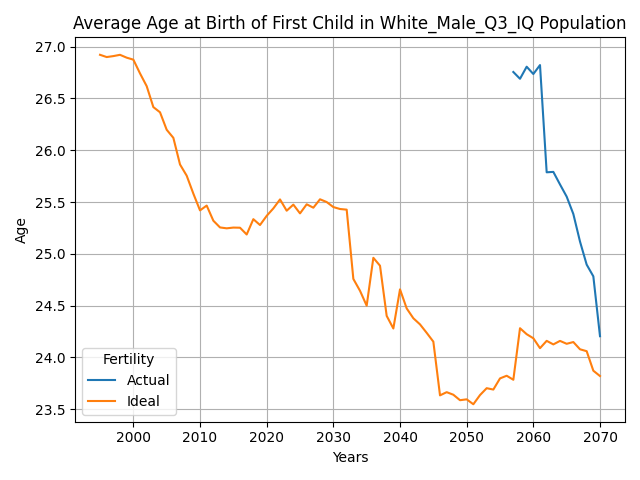 Average Age at Birth of First Child in White_Male_Q3_IQ Population
27.0
26.5
26.0
25.5
25.0
24.5
24.0
23.5
Age
Fertility
Actual
Ideal
2000 2010 2020 2030 2040 2050 2060 2070
Years